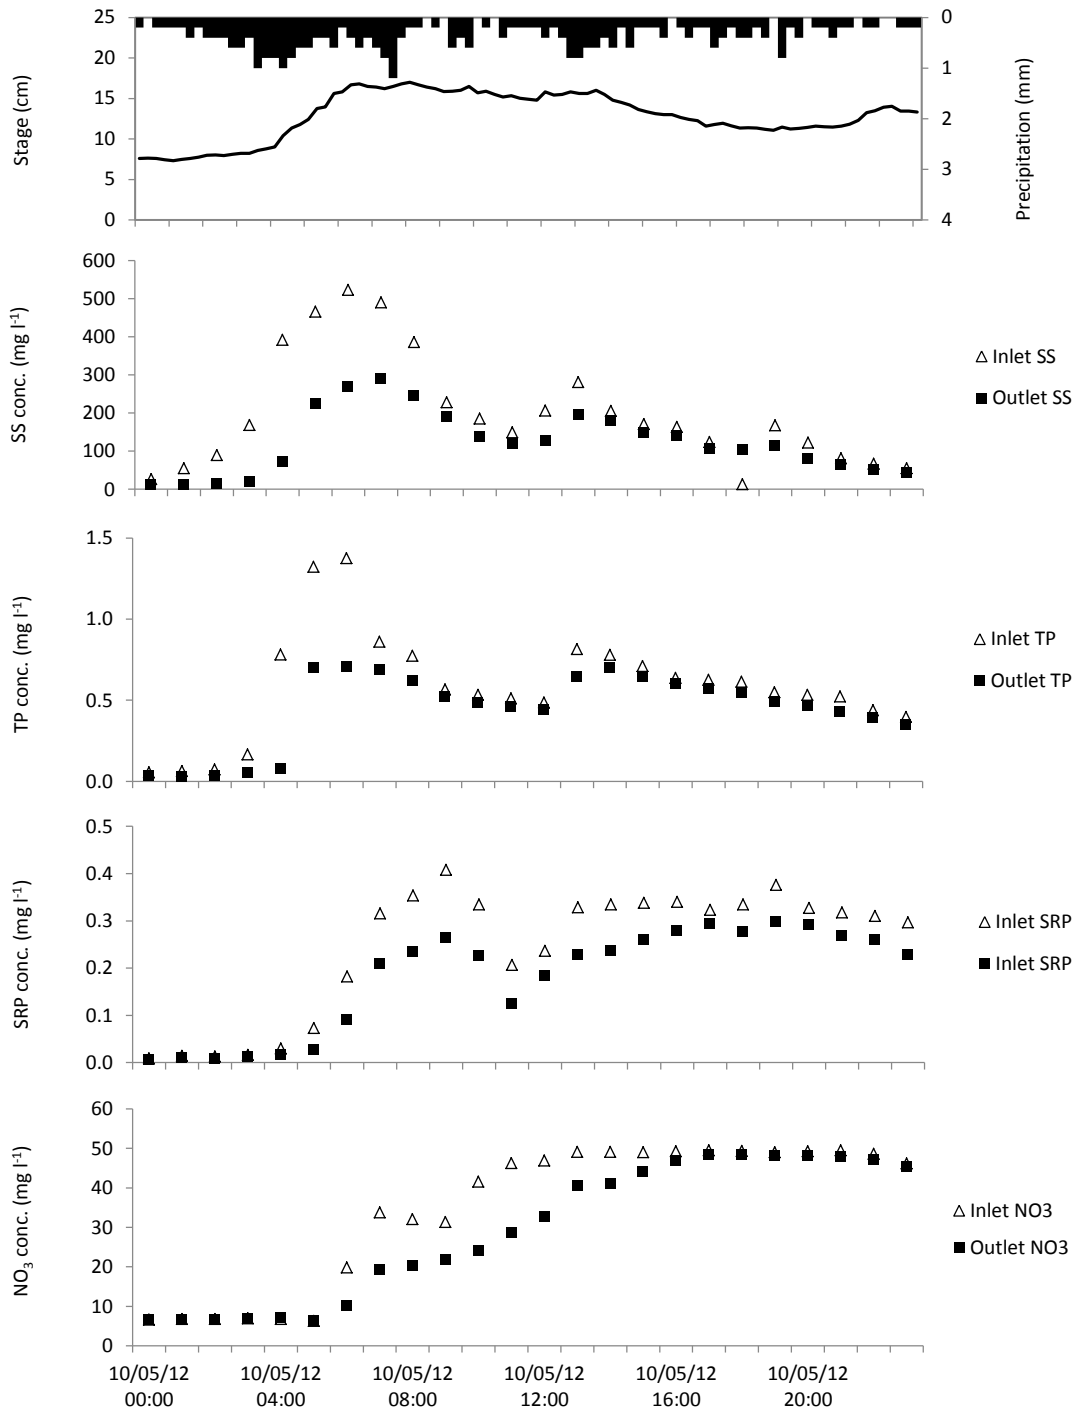 25
20
15
10
5
0
Stage (cm)
0
1
2
3
4
Precipitation (mm)
600
500
400
300
200
100
0
SS conc. (mg l-1)
Inlet SS
Outlet SS
1.5
1.0
0.5
0.0
TP conc. (mg l-1)
Inlet TP
Outlet TP
0.5
0.4
0.3
0.2
0.1
0.0
SRP conc. (mg l-1)
Inlet SRP
Inlet SRP
60
50
40
30
20
10
0
NO3 conc. (mg l-1)
Inlet NO3
Outlet NO3
10/05/12 10/05/12 10/05/12 10/05/12 10/05/12 10/05/12
00:00 04:00 08:00 12:00 16:00 20:00